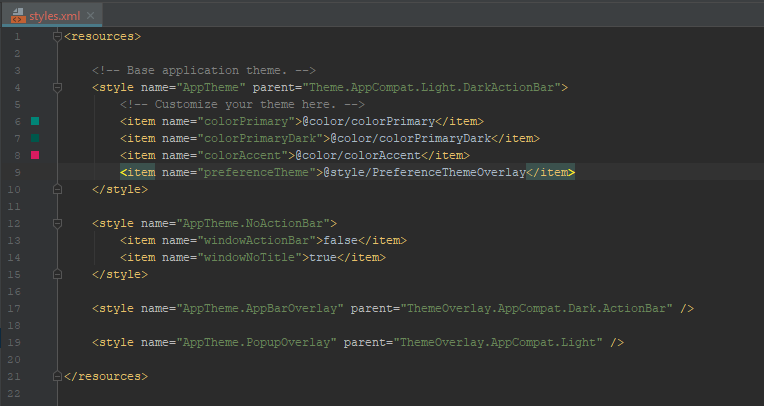 styles.xml
1 <resources>
2
3 <!-- Base application theme. -->
4 <style name="AppTheme" parent="Theme.AppCompat.Light.DarkActionBar">
5 <!-- Customize your theme here. -->
6 <item name="colorPrimary">@color/colorPrimary</item>
7 <item name="colorPrimaryDark">@color/colorPrimaryDark</item>
8 <item name="colorAccent">@color/colorAccent</item>
9 <item name="preferenceTheme">@style/PreferenceThemeOverlay</item>
10 </style>
11
12 <style name="AppTheme.NoActionBar">
13 <item name="windowActionBar">false</item>
14 <item name="windowNoTitle">true</item>
15 </style>
16
17 <style name="AppTheme.AppBarOverlay" parent="ThemeOverlay.AppCompat.Dark.ActionBar" />
18
19 <style name="AppTheme.PopupOverlay" parent="ThemeOverlay.AppCompat.Light" />
20
21 </resources>
22